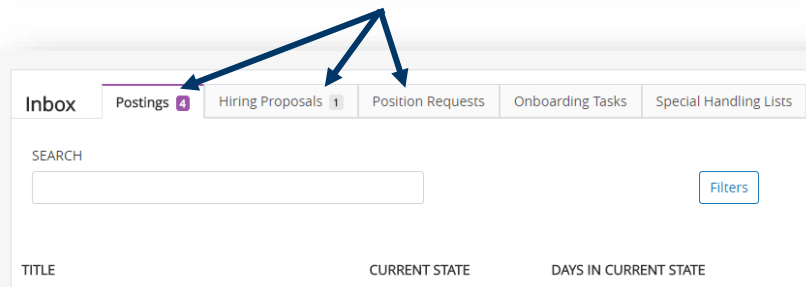 Inbox Postings 4 Hiring Proposals 1 Position Requests Onboarding Tasks Special Handling Lists
SEARCH
Filters
TITLE CURRENT STATE DAYS IN CURRENT STATE